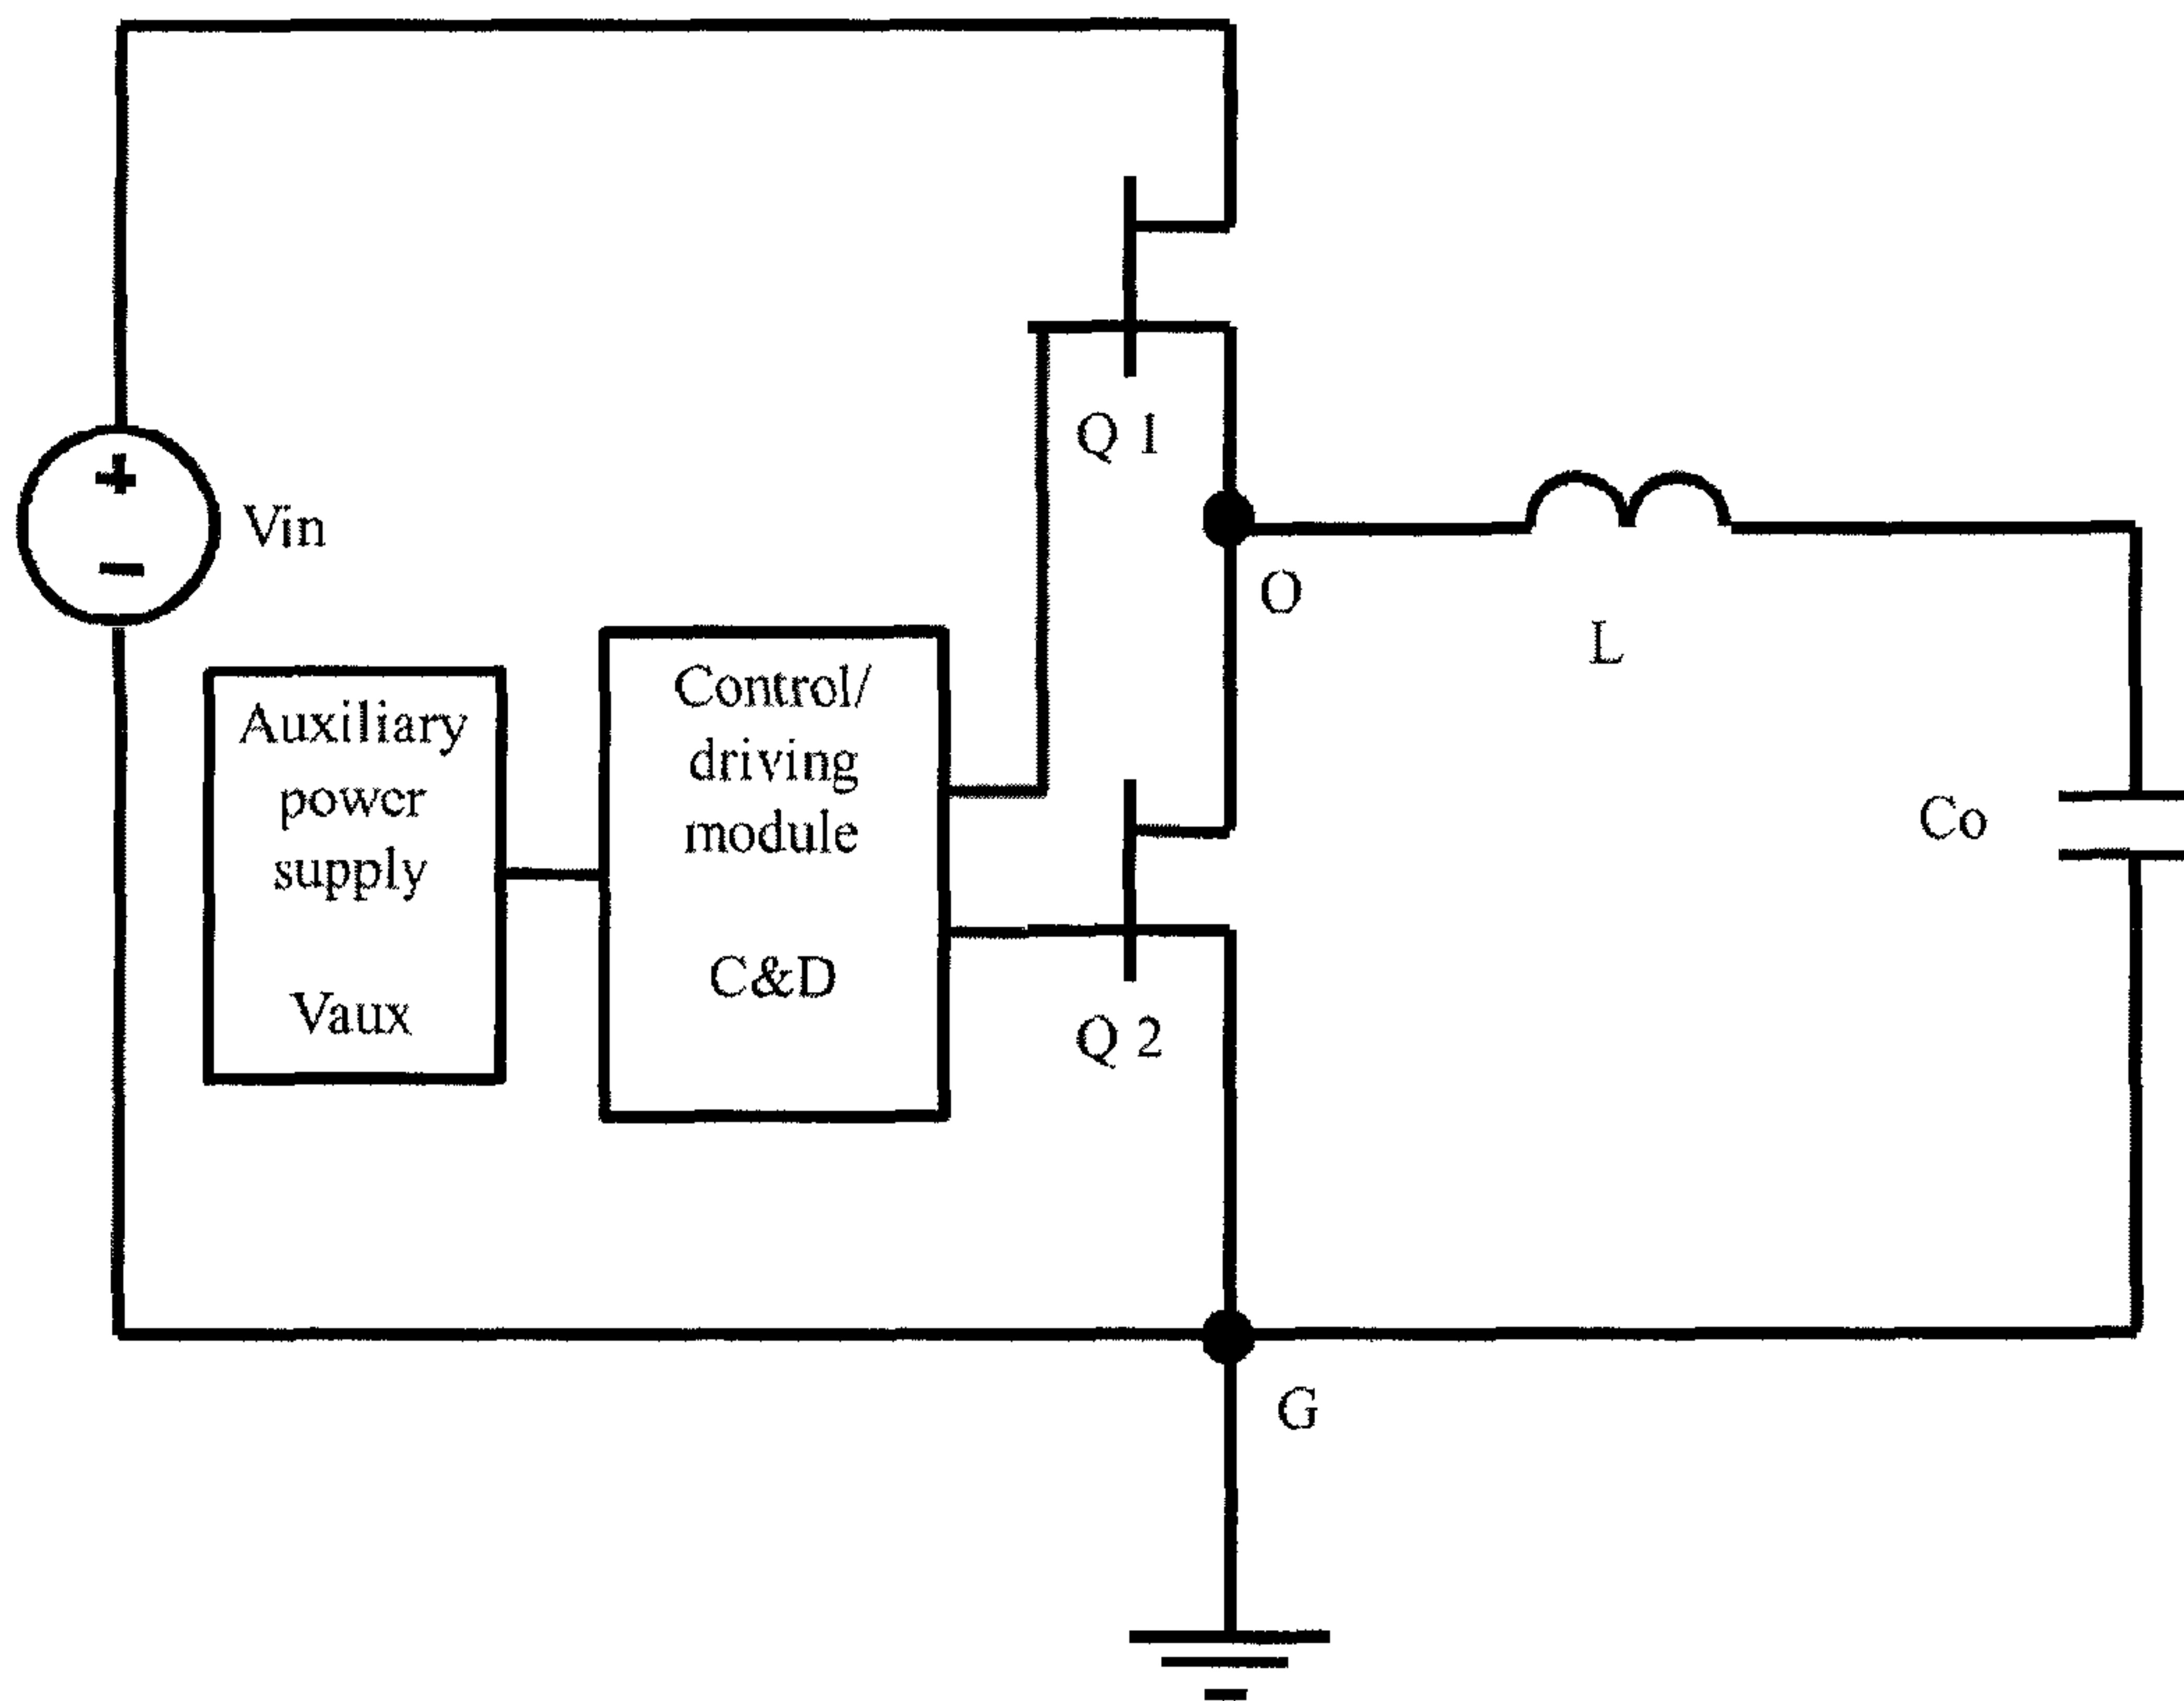 Q 1
Vin
O
L
Control/
driving
module
C&D
Auxiliary
power
supply
Vaux
Co
Q 2
G